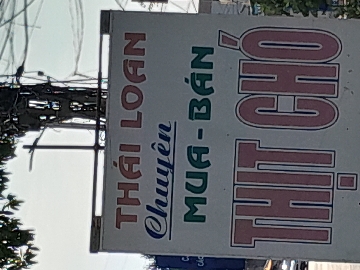 THÁI LOAN
Chuyên
MUA - BÁN
THỊT CHÓ